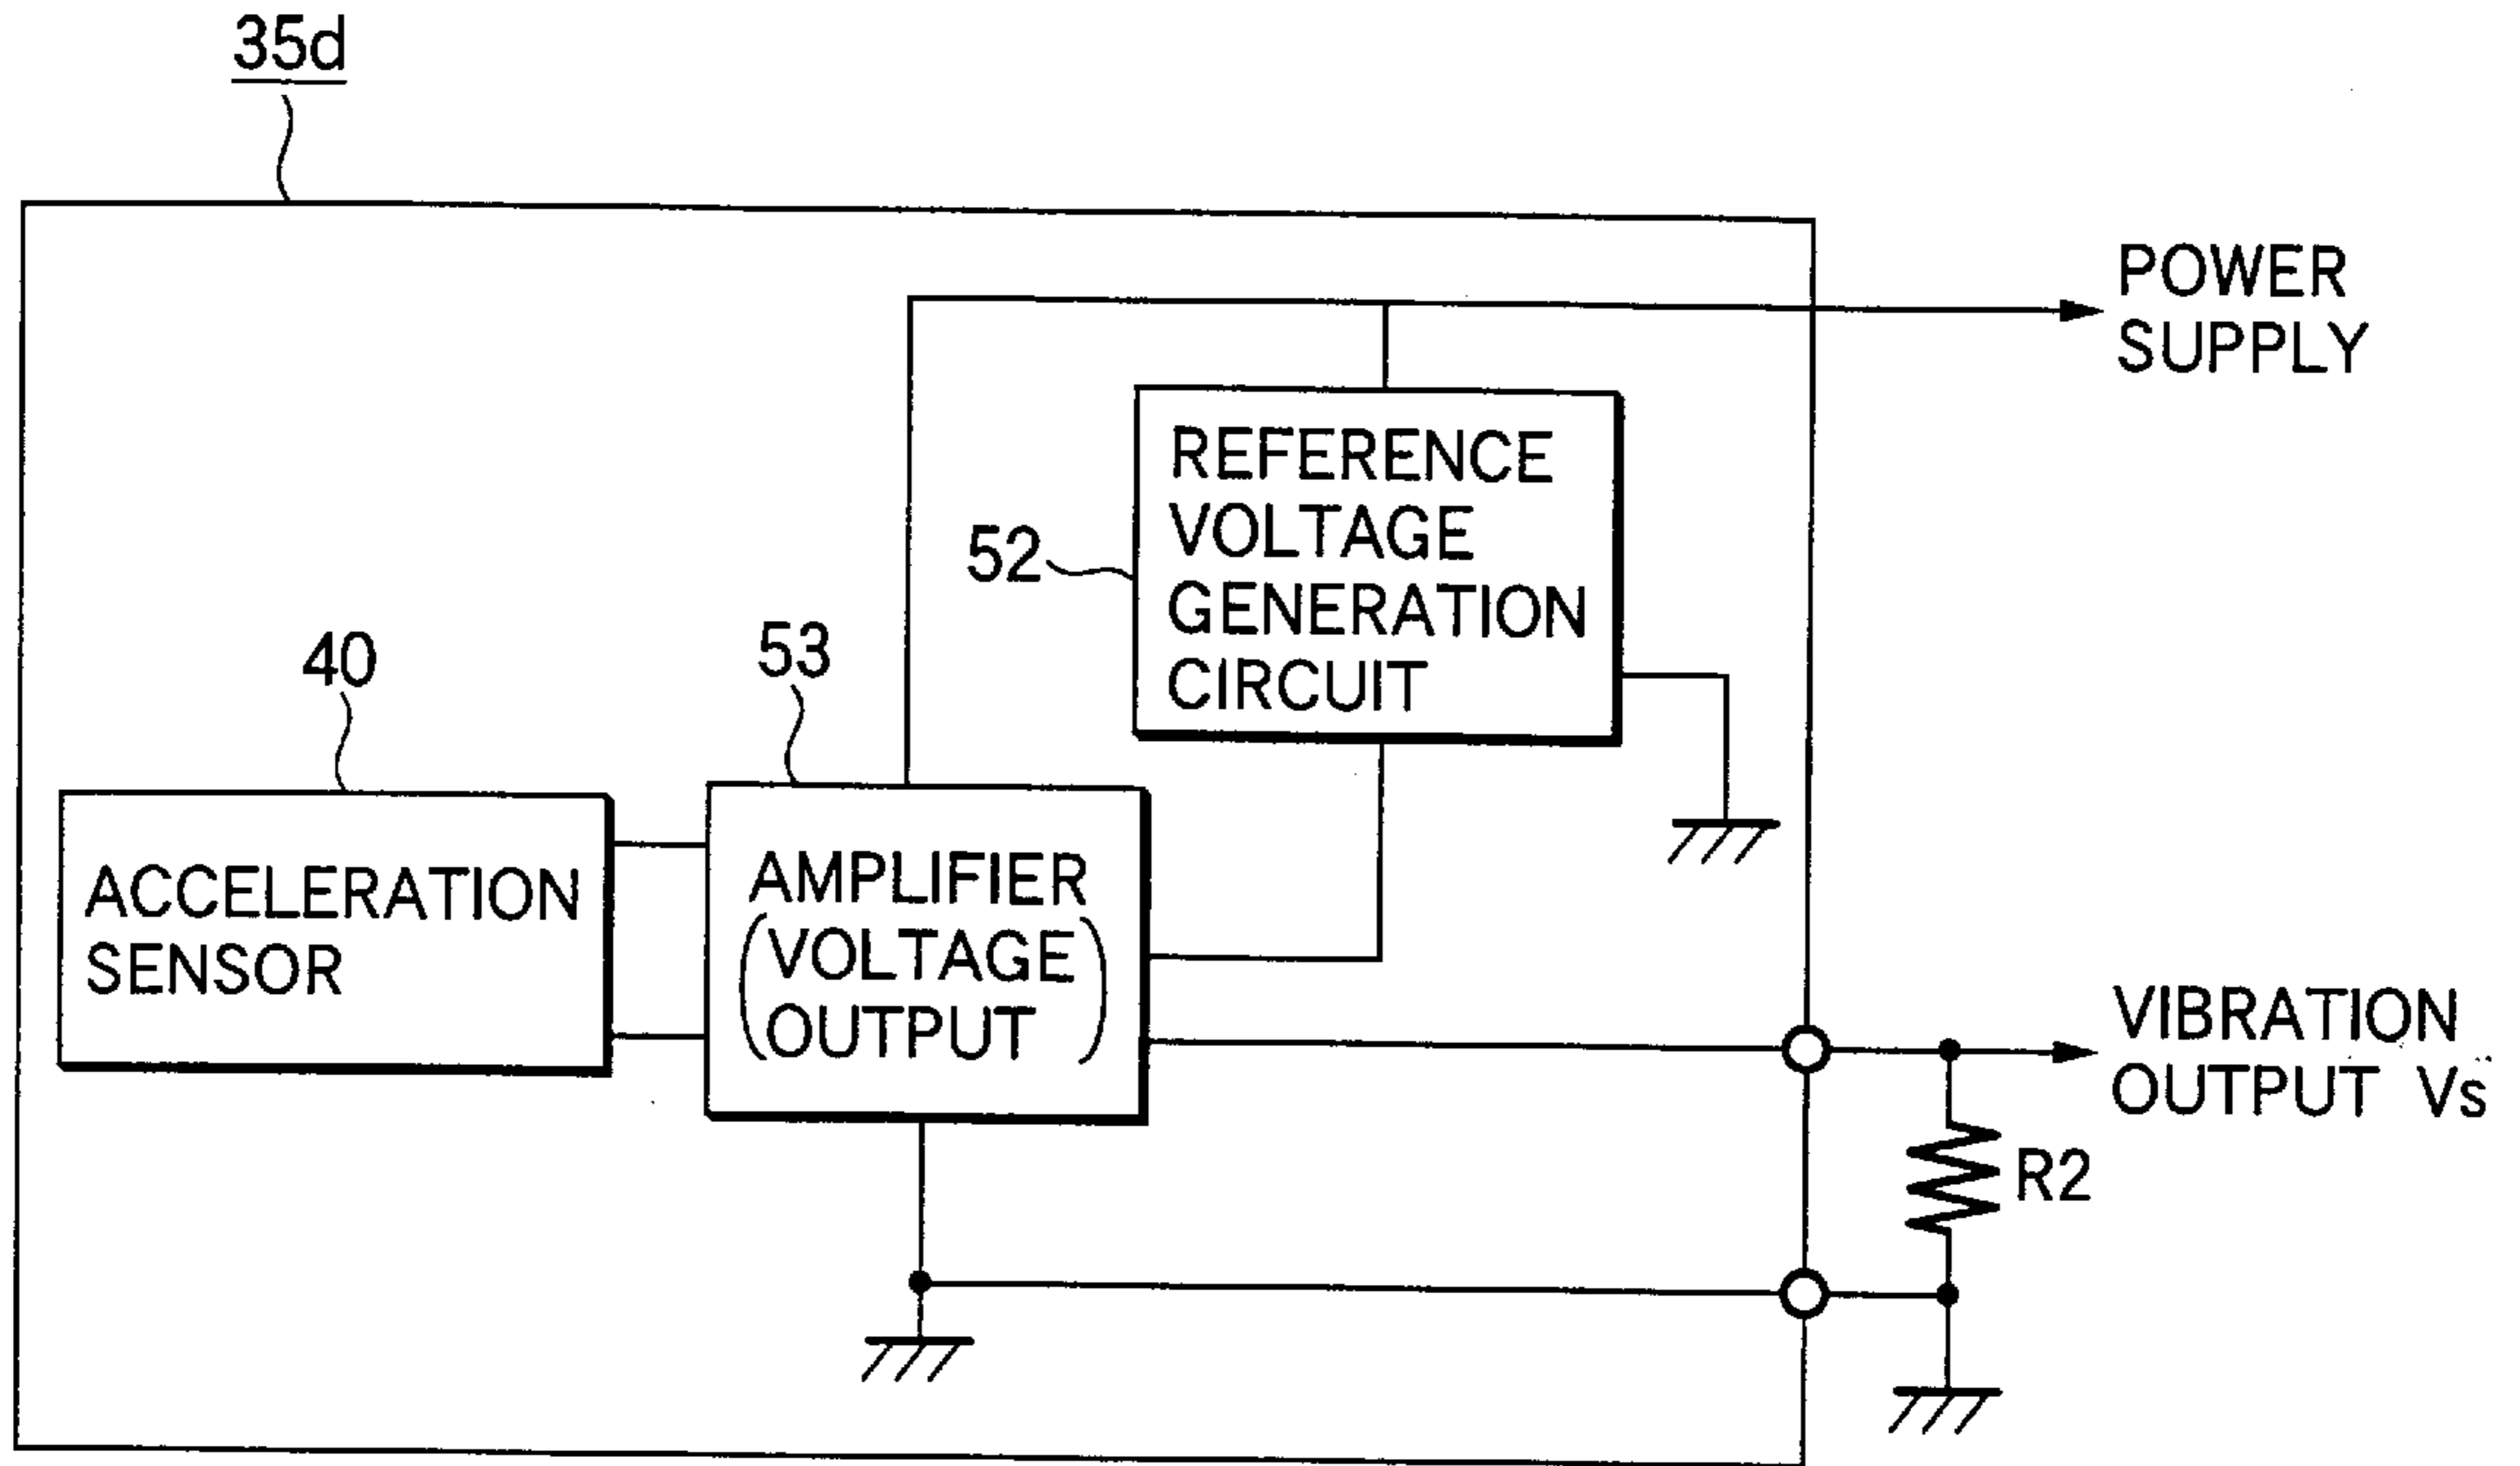 35d
POWER
SUPPLY
REFERENCE
VOLTAGE
GENERATION
CIRCUIT
52
53
40
ACCELERATION
SENSOR
AMPLIFIER
(VOLTAGE
OUTPUT)
VIBRATION
OUTPUT Vs
R2